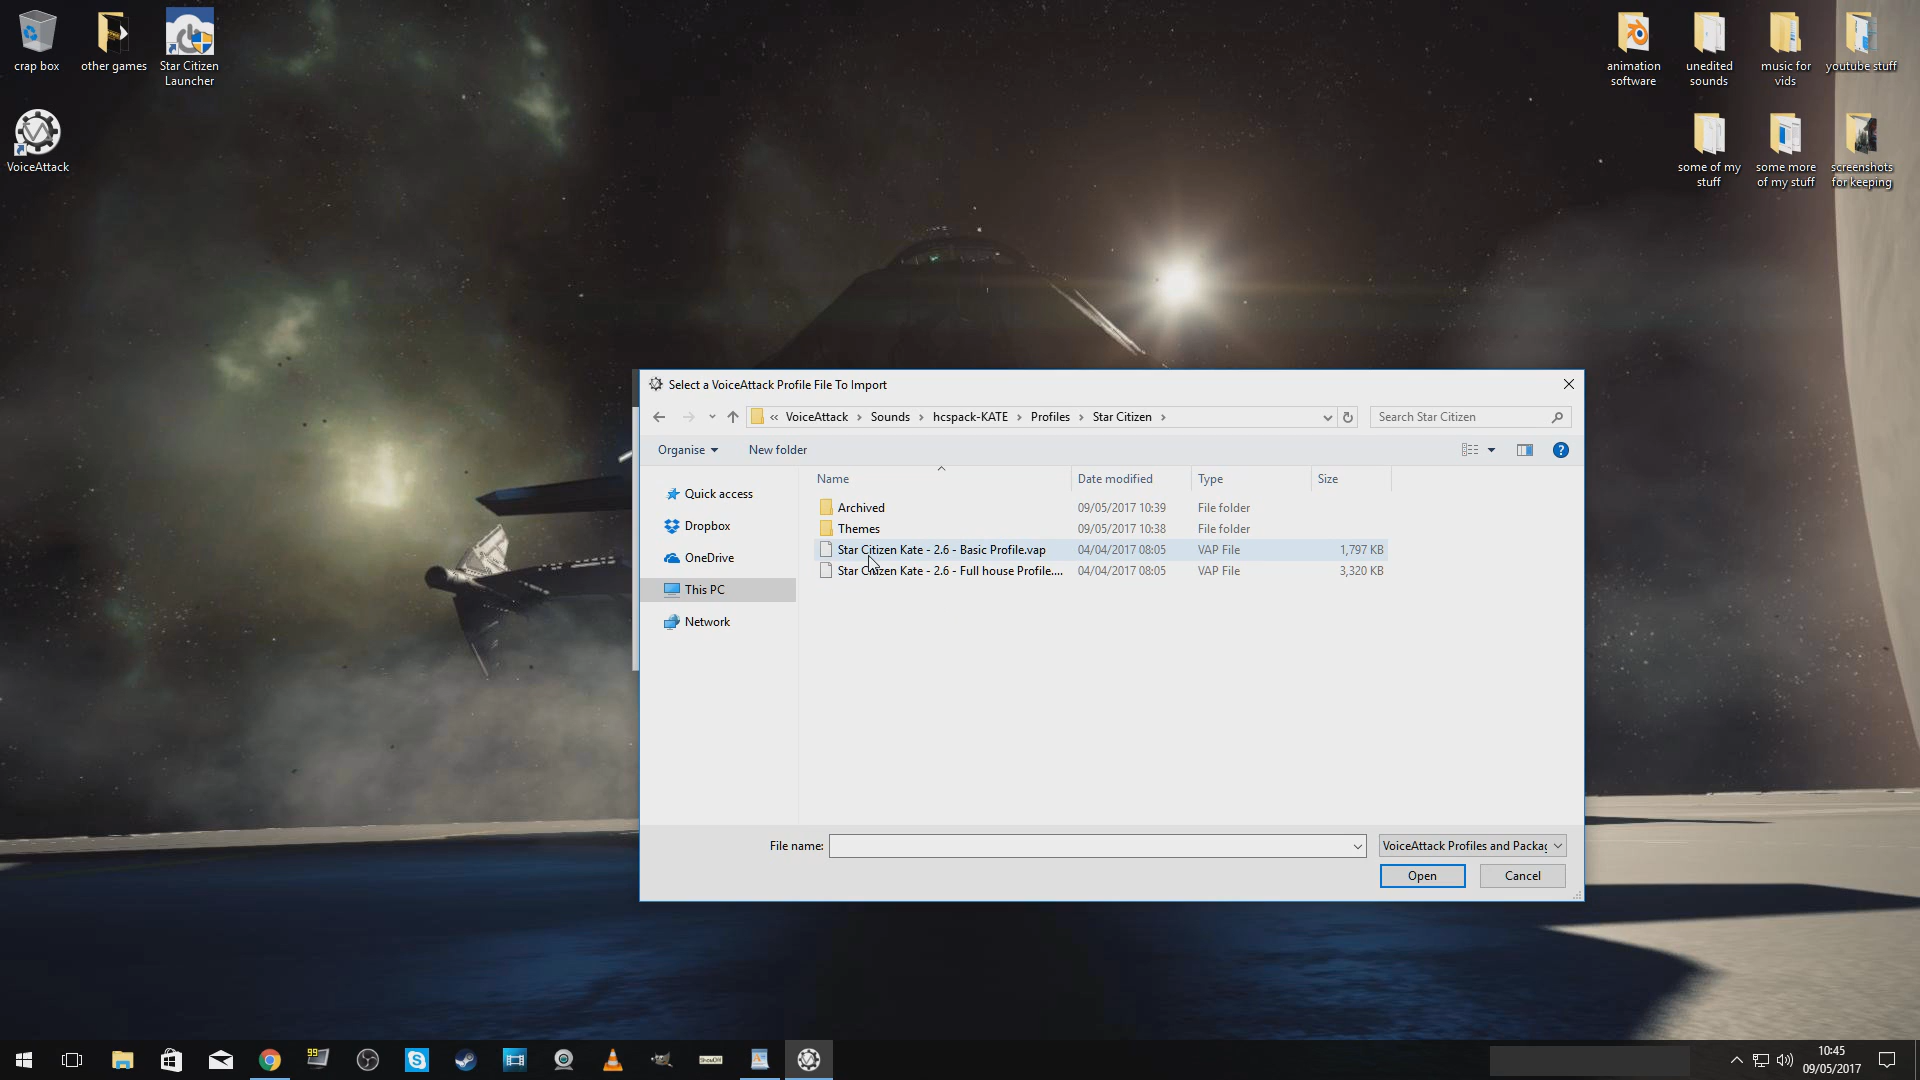 crap box
other games
Star Citizen
Launcher
VoiceAttack
animation
software
unedited
sounds
music for
vids
youtube stuff
some of my
stuff
some more
of my stuff
screenshots
for keeping
Select a VoiceAttack Profile File To Import
« VoiceAttack › Sounds › hcspack-KATE › Profiles › Star Citizen ›
Search Star Citizen
Organise
New folder
Name Date modified Type Size
Quick access
Dropbox
OneDrive
This PC
Network
Archived 09/05/2017 10:39 File folder
Themes 09/05/2017 10:38 File folder
Star Citizen Kate - 2.6 - Basic Profile.vap 04/04/2017 08:05 VAP File 1,797 KB
Star Citizen Kate - 2.6 - Full house Profile.... 04/04/2017 08:05 VAP File 3,320 KB
File name:
VoiceAttack Profiles and Packag
Open
Cancel
99
10:45
09/05/2017